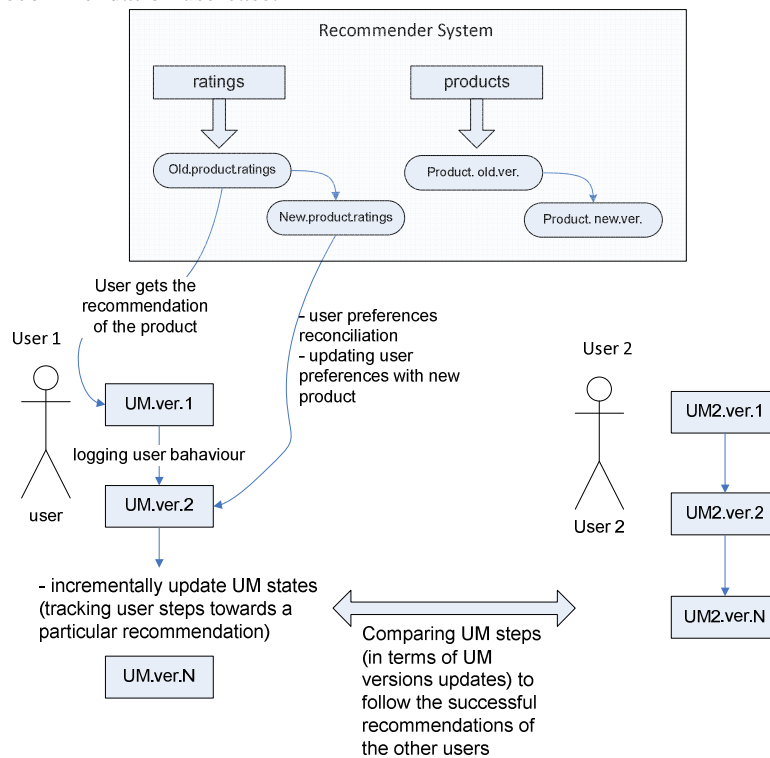 Recommender System
ratings
products
Old.product.ratings
Product. old.ver.
New.product.ratings
Product. new.ver.
User gets the
recommendation
of the product
- user preferences
reconciliation
- updating user
preferences with new
product
User 1
User 2
UM.ver.1
UM2.ver.1
logging user bahaviour
UM.ver.2
UM2.ver.2
user
User 2
- incrementally update UM states
(tracking user steps towards a
particular recommendation)
UM2.ver.N
UM.ver.N
Comparing UM steps
(in terms of UM
versions updates) to
follow the successful
recommendations of
the other users